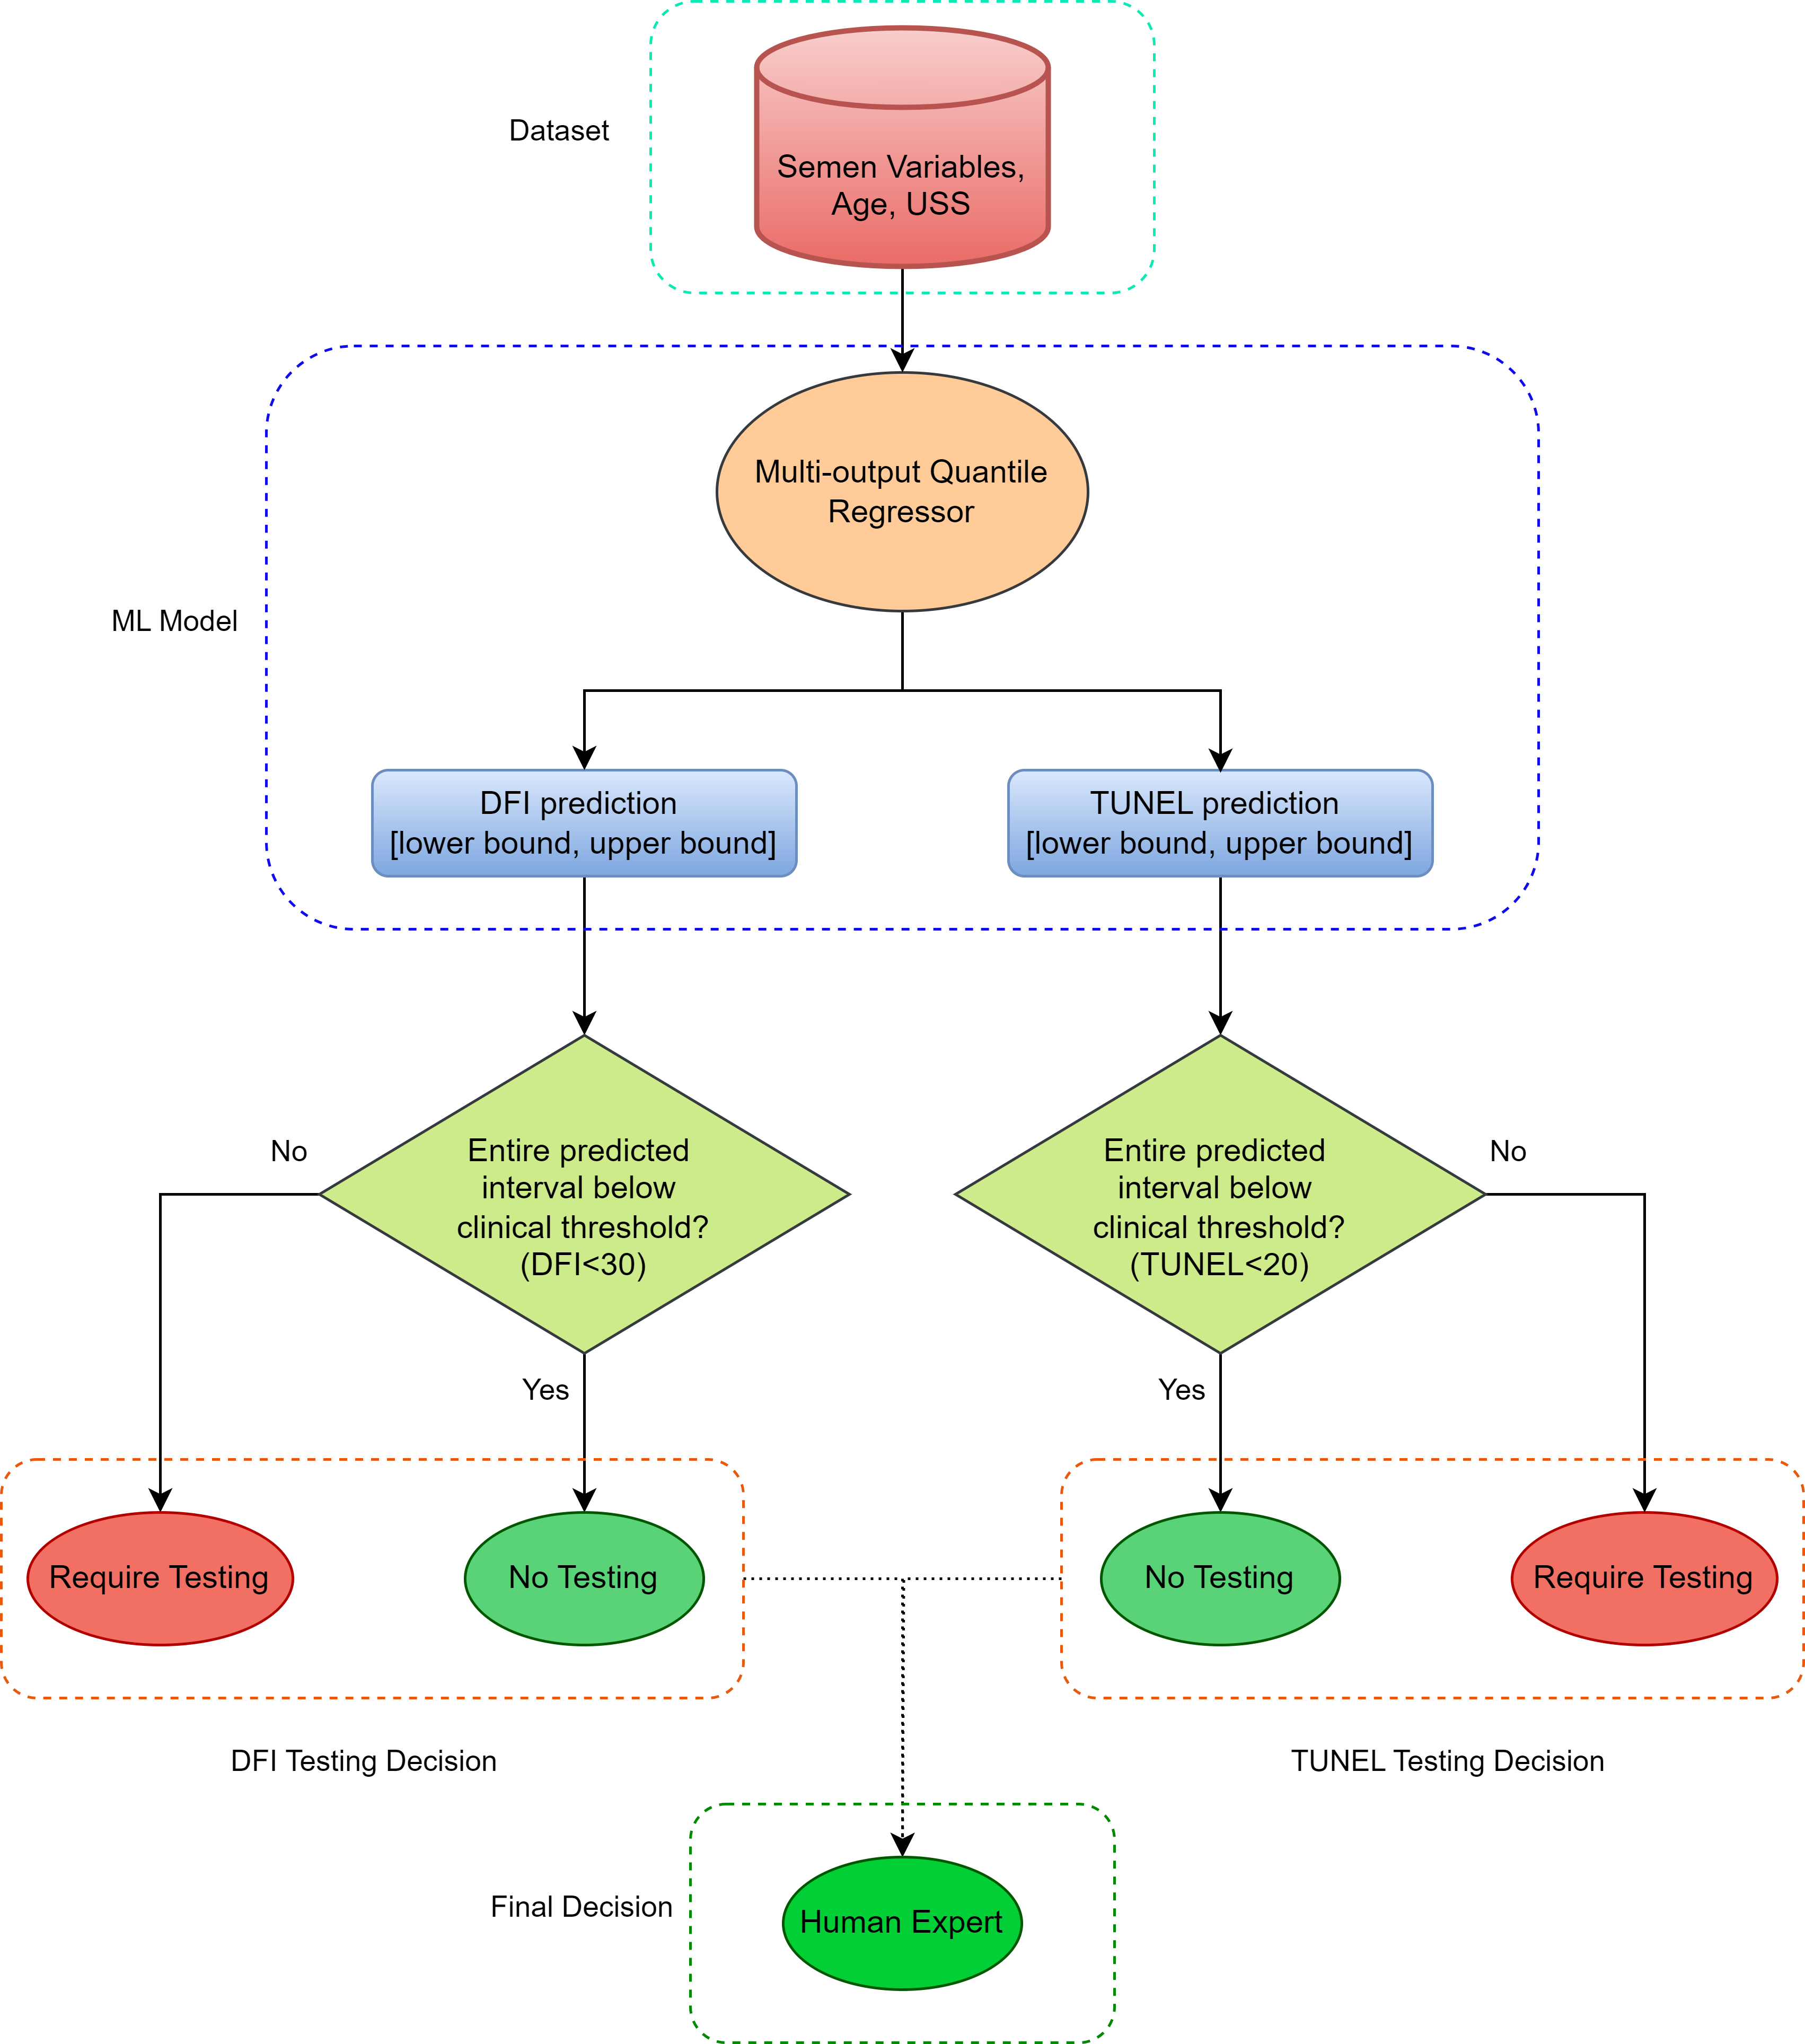 Dataset
Semen Variables,
Age, USS
Multi-output Quantile
Regressor
ML Model
DFI prediction
[lower bound, upper bound]
TUNEL prediction
[lower bound, upper bound]
No
Entire predicted
interval below
clinical threshold?
(DFI<30)
Entire predicted
interval below
clinical threshold?
(TUNEL<20)
No
Yes
Yes
Require Testing
No Testing
No Testing
Require Testing
DFI Testing Decision
TUNEL Testing Decision
Final Decision
Human Expert